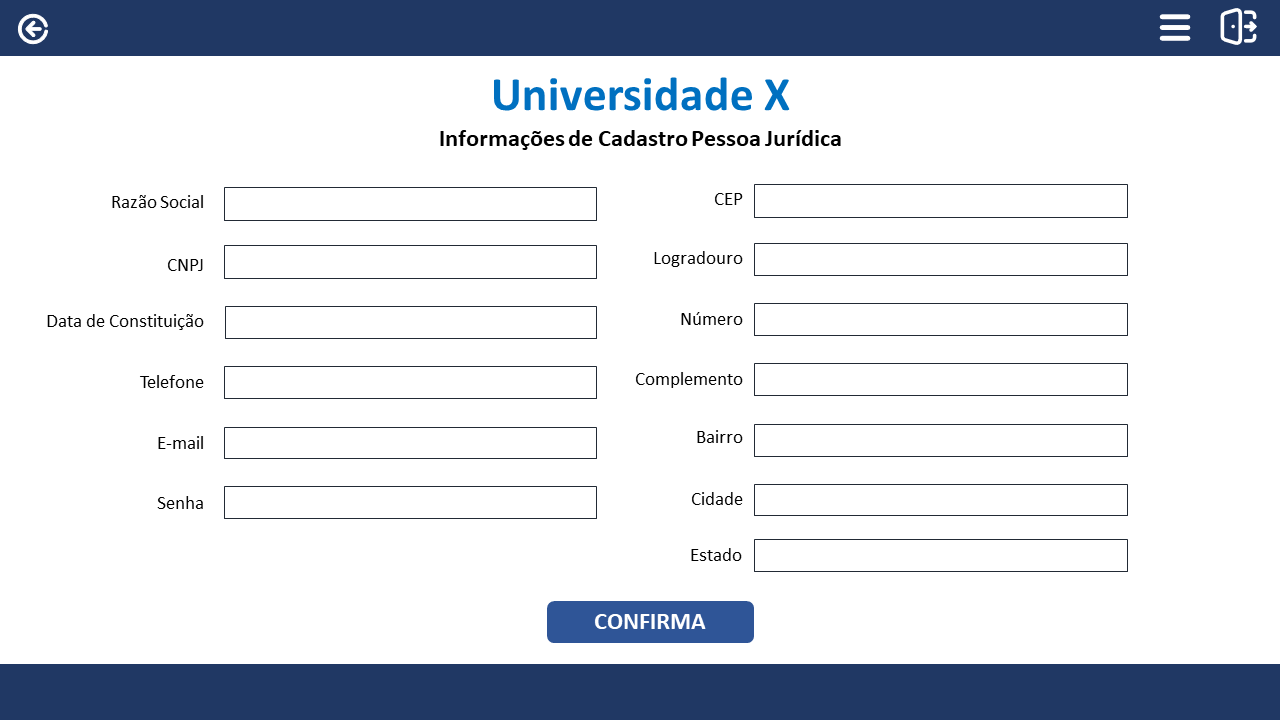 Universidade X
Informações de Cadastro Pessoa Jurídica
Razão Social
CNPJ
Data de Constituição
Telefone
E-mail
Senha
CEP
Logradouro
Número
Complemento
Bairro
Cidade
Estado
CONFIRMA